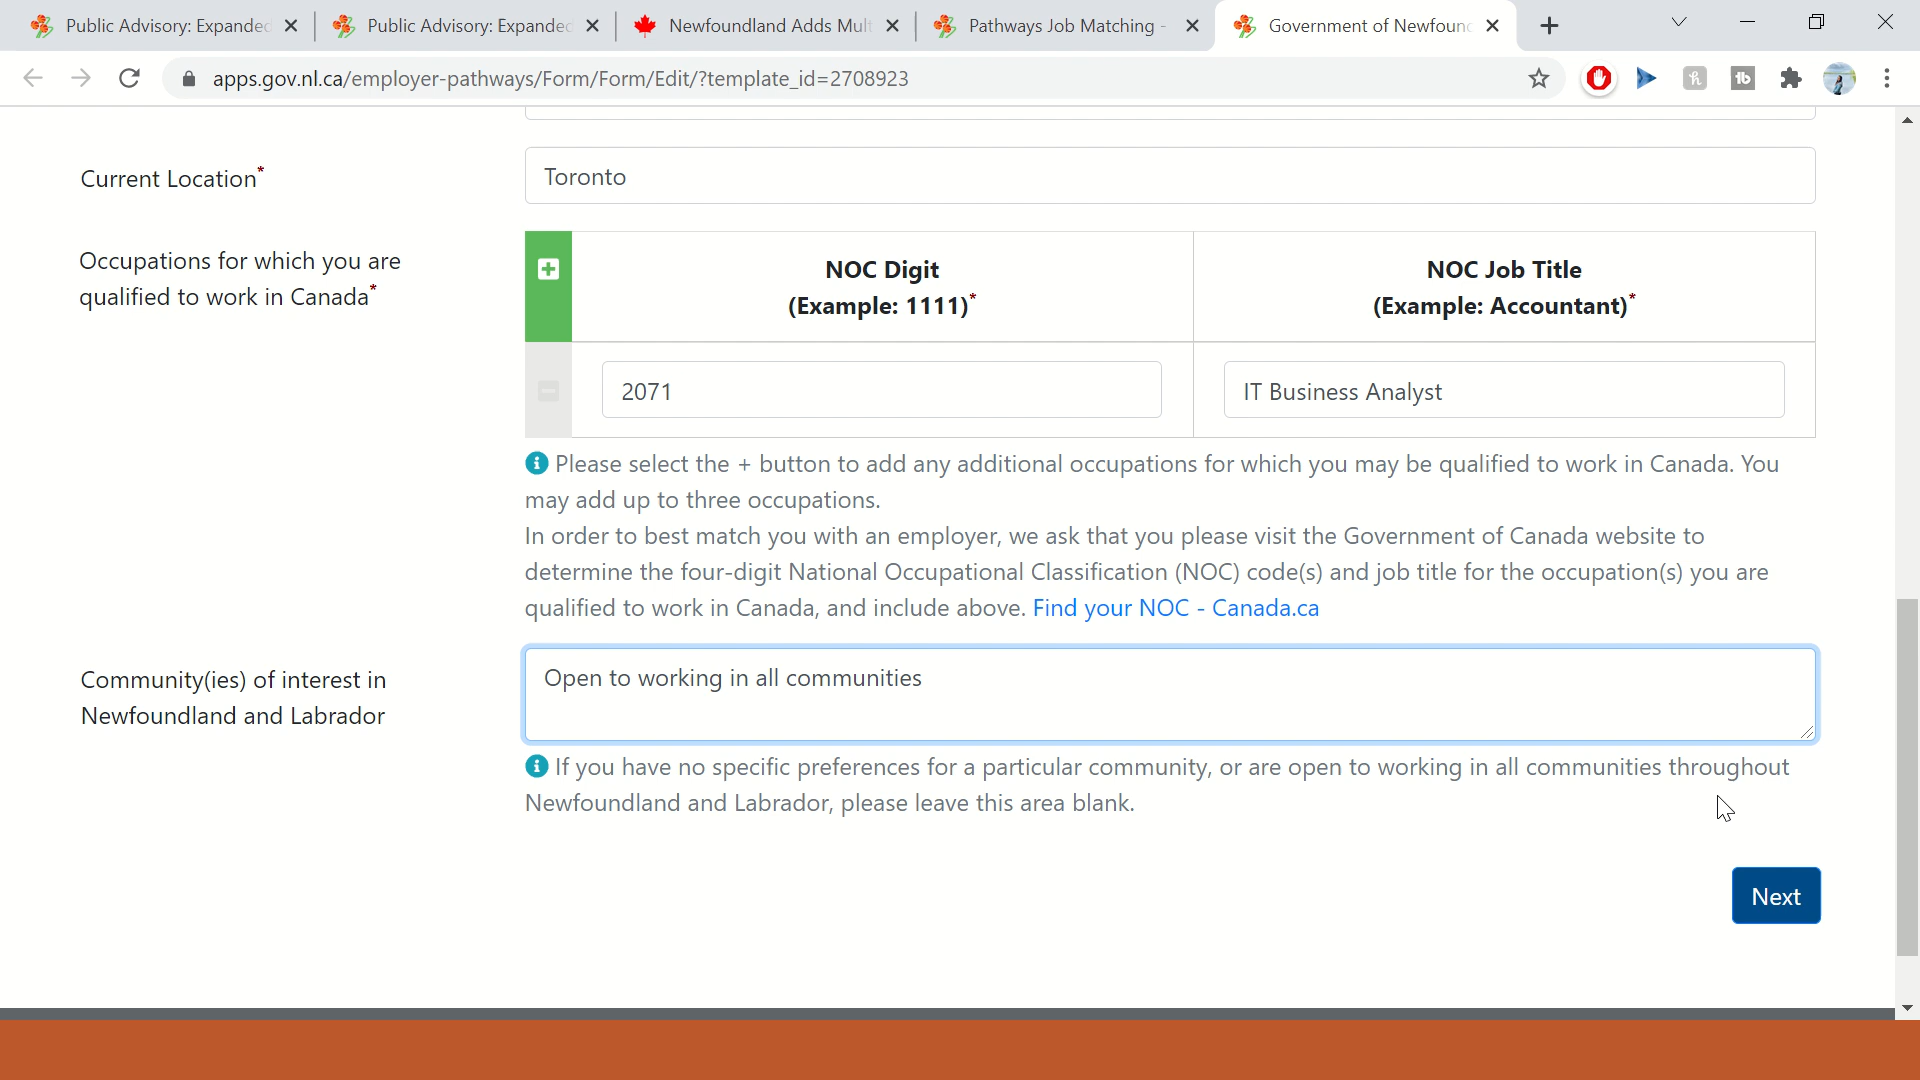 Public Advisory: Expanded
Public Advisory: Expanded
Newfoundland Adds Mult
Pathways Job Matching -
Government of Newfound
apps.gov.nl.ca/employer-pathways/Form/Form/Edit/?template_id=2708923
Current Location*
Toronto
Occupations for which you are
qualified to work in Canada*
NOC Digit
(Example: 1111)*
NOC Job Title
(Example: Accountant)*
2071
IT Business Analyst
Please select the + button to add any additional occupations for which you may be qualified to work in Canada. You
may add up to three occupations.
In order to best match you with an employer, we ask that you please visit the Government of Canada website to
determine the four-digit National Occupational Classification (NOC) code(s) and job title for the occupation(s) you are
qualified to work in Canada, and include above. Find your NOC - Canada.ca
Community(ies) of interest in
Newfoundland and Labrador
Open to working in all communities
If you have no specific preferences for a particular community, or are open to working in all communities throughout
Newfoundland and Labrador, please leave this area blank.
Next